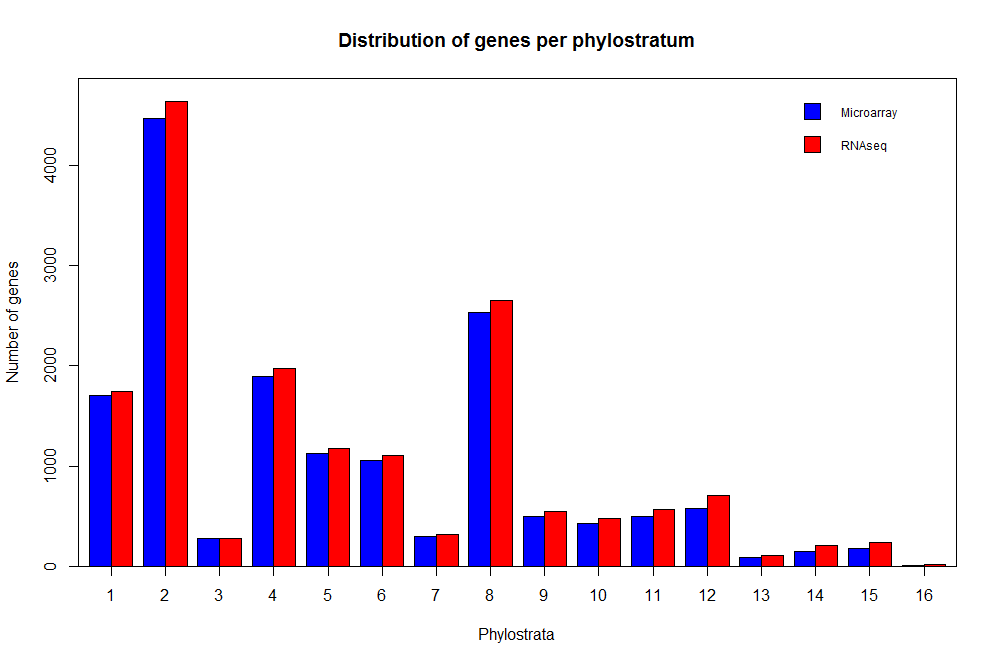 Distribution of genes per phylostratum
Microarray
RNAseq
Number of genes
4000
3000
2000
1000
0
1 2 3 4 5 6 7 8 9 10 11 12 13 14 15 16
Phylostrata